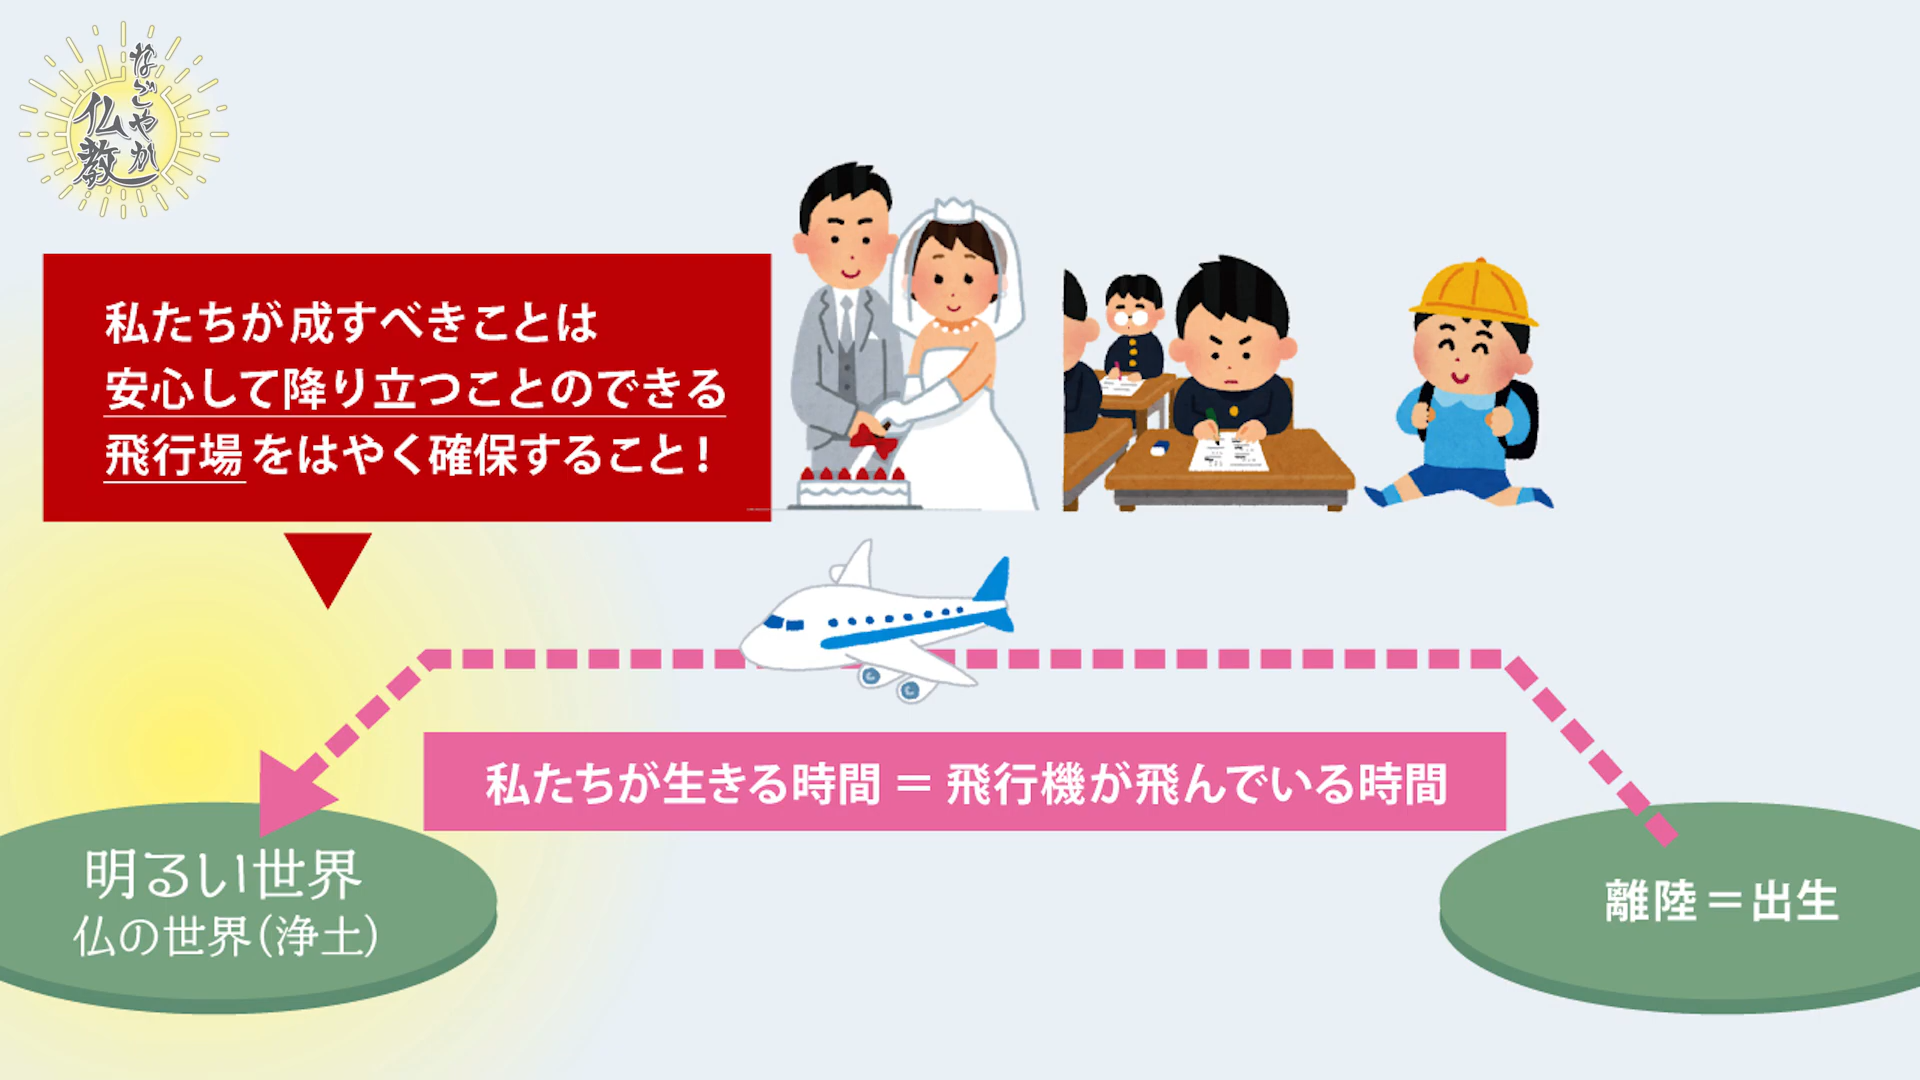 なごやか
仏教
私たちが成すべきことは
安心して降り立つことのできる
飛行場をはやく確保すること！
私たちが生きる時間＝飛行機が飛んでいる時間
明るい世界
仏の世界（浄土）
離陸＝出生